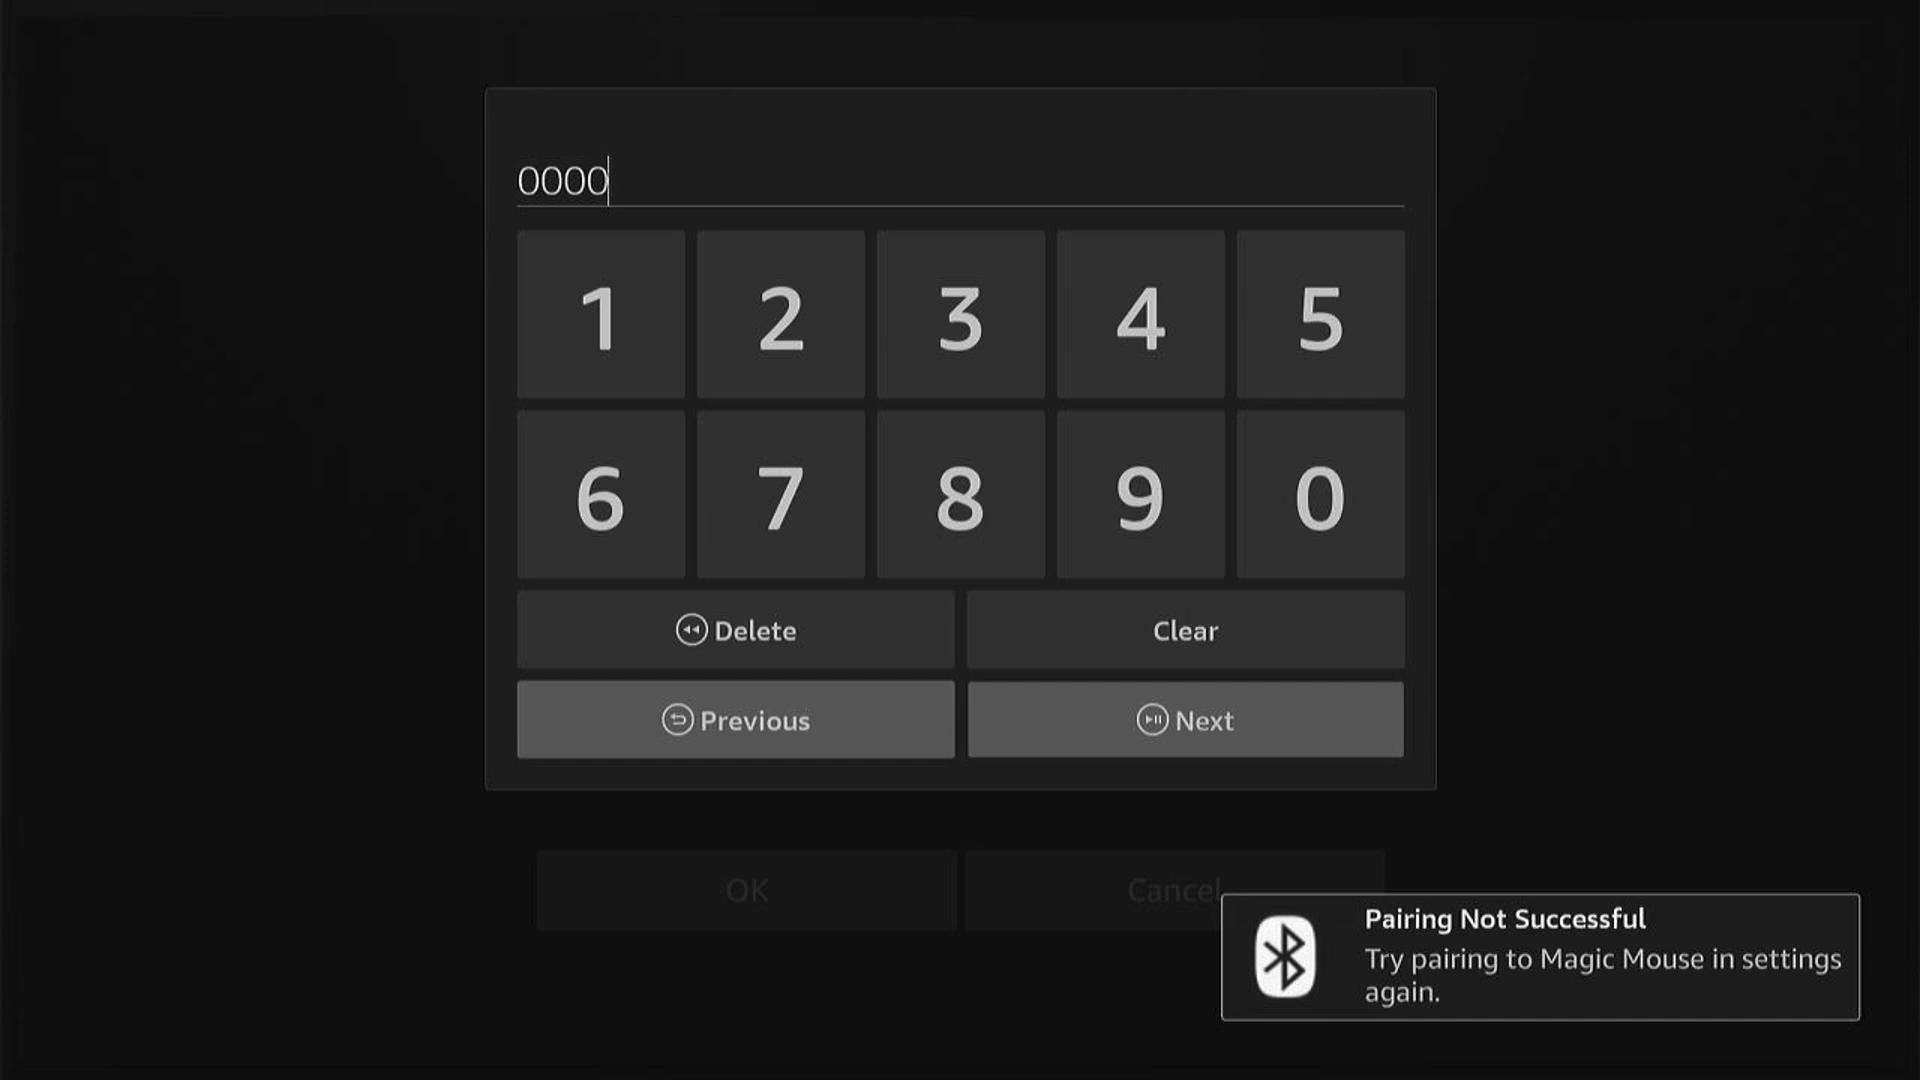 0000
1 2 3 4 5
6 7 8 9 0
Delete Clear
Previous Next
OK Cancel
Pairing Not Successful
Try pairing to Magic Mouse in settings
again.